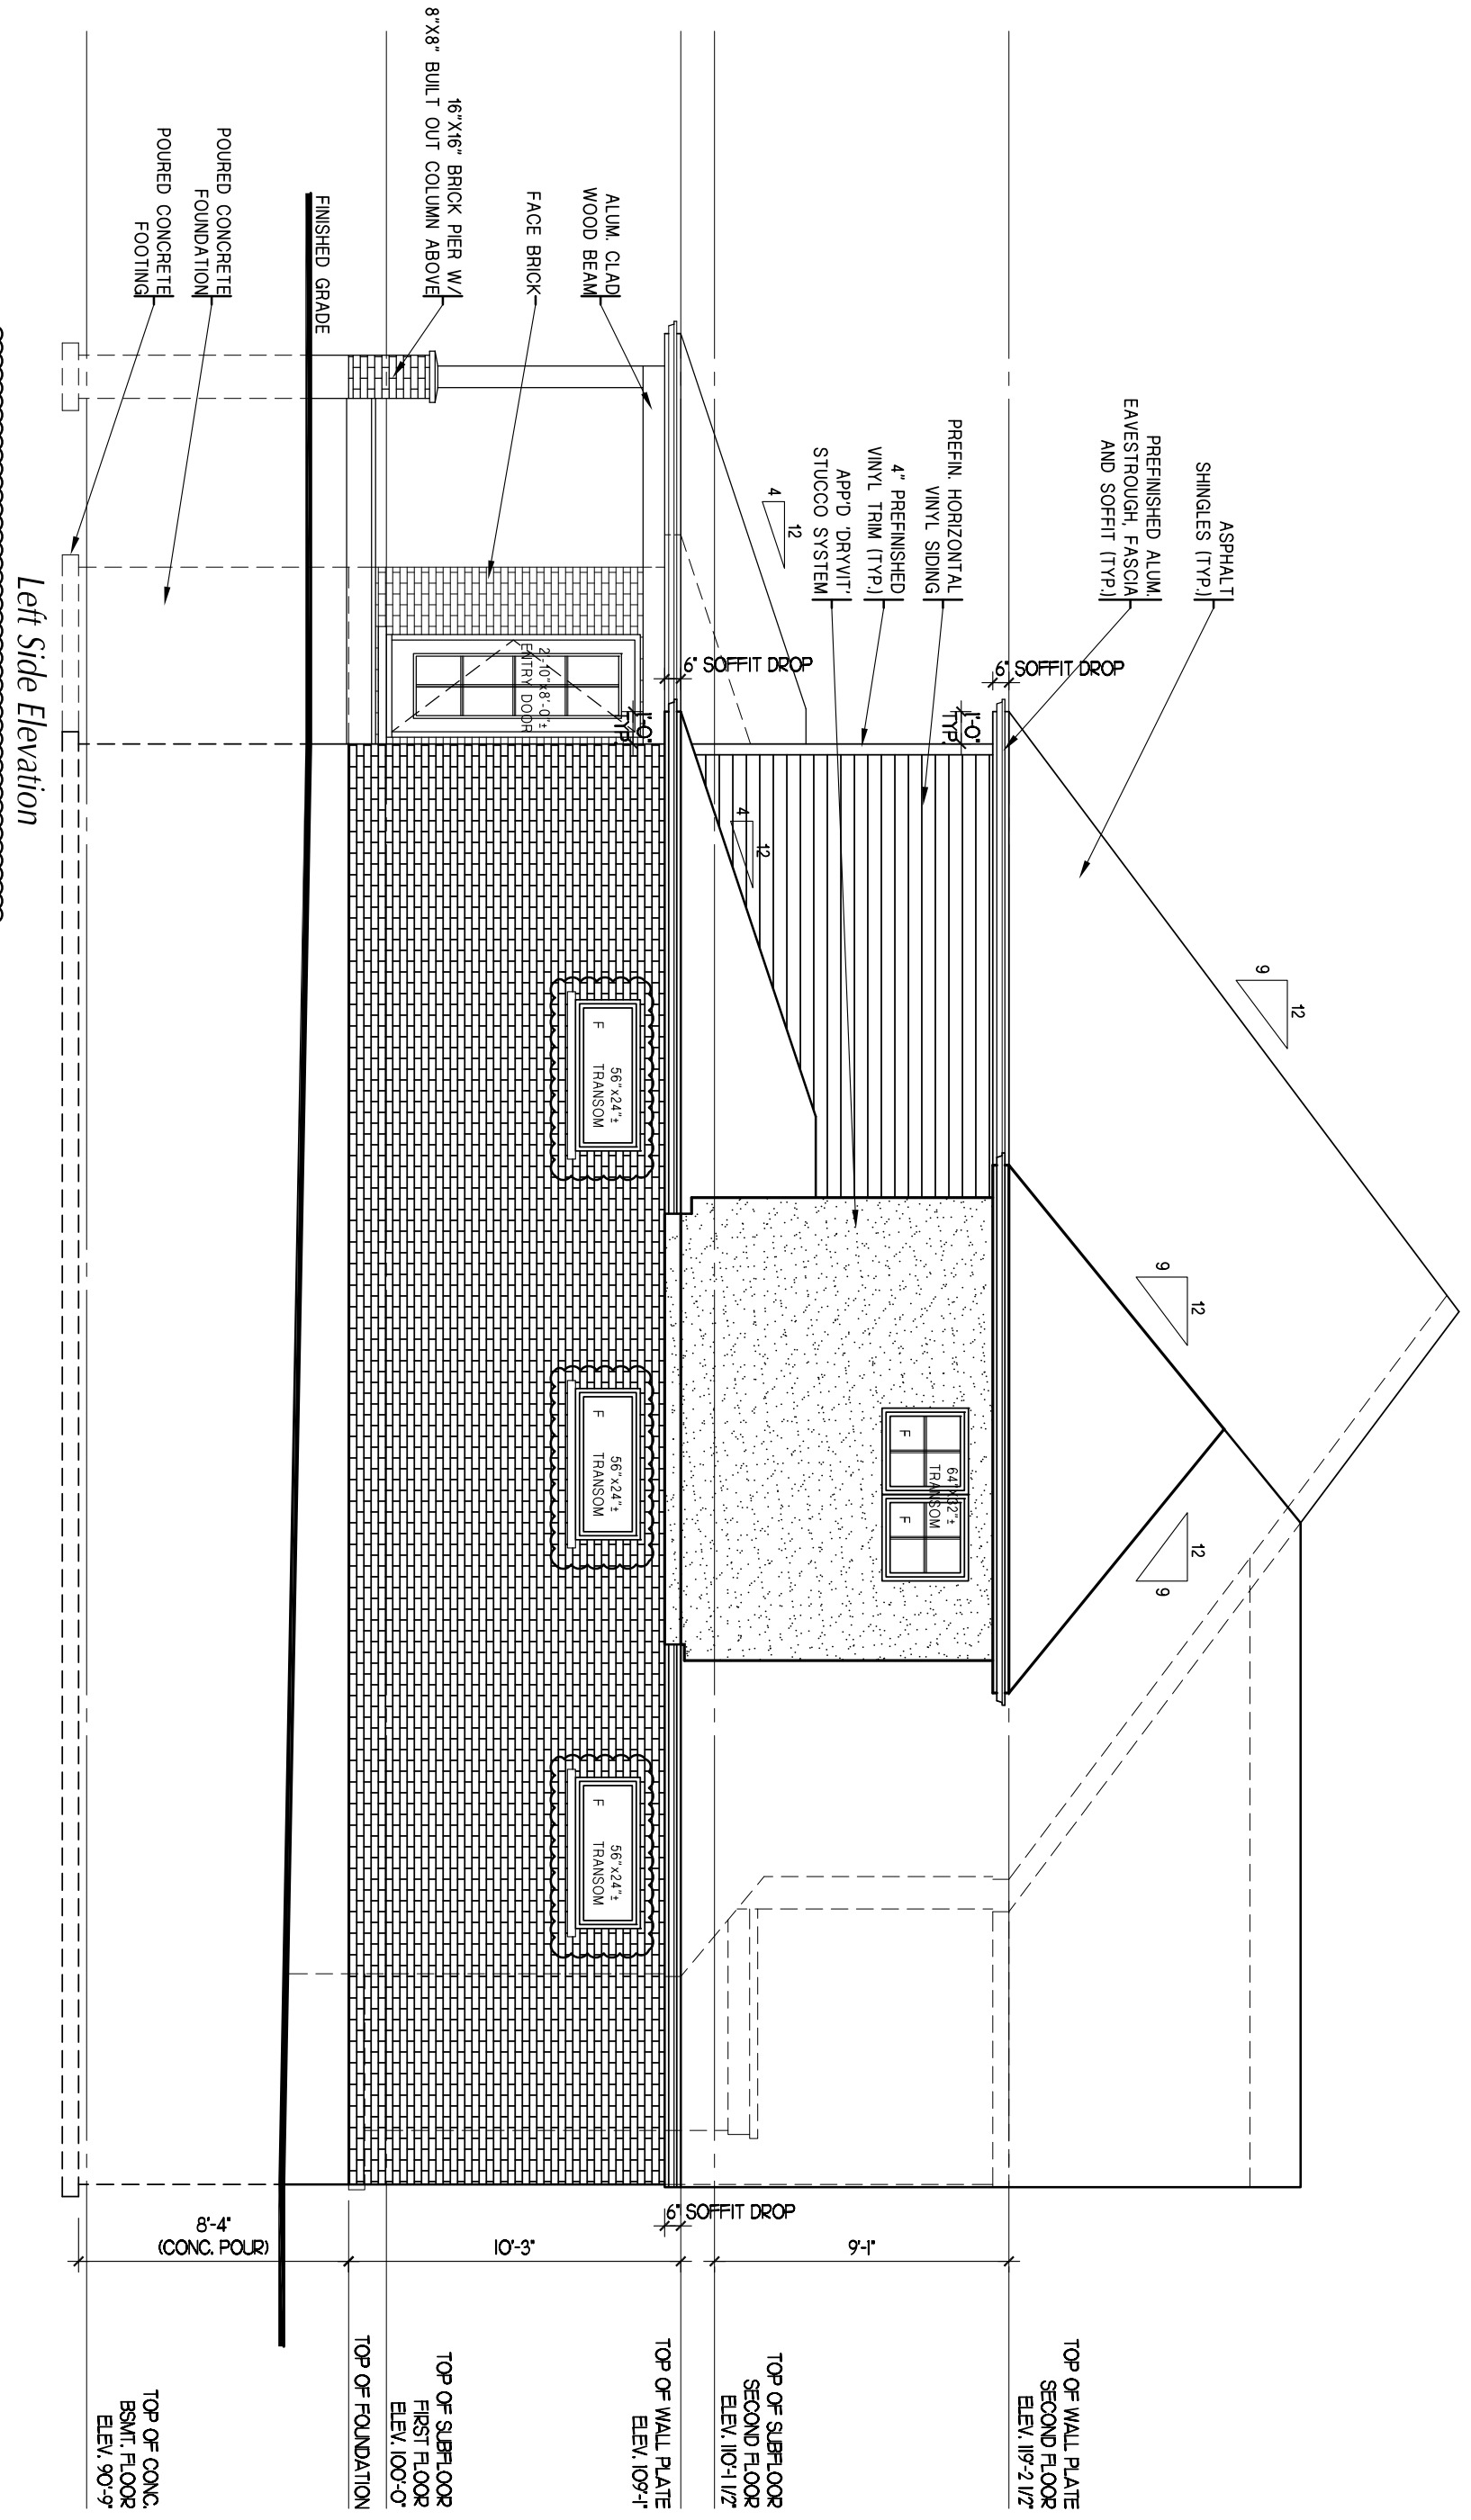 ASPHALT
SHINGLES (TYP.)
PREFINISHED ALUM.
EAVESTROUGH, FASCIA
AND SOFFIT (TYP.)
PREFIN. HORIZONTAL
VINYL SIDING
4" PREFINISHED
VINYL TRIM (TYP.)
APP'D 'DRYVIT'
STUCCO SYSTEM
ALUM. CLAD
WOOD BEAM
FACE BRICK
16"X16" BRICK PIER W/
8"X8" BUILT OUT COLUMN ABOVE
FINISHED GRADE
POURED CONCRETE
FOUNDATION
POURED CONCRETE
FOOTING
12
9
12
9
12
9
12
4
12
4
6" SOFFIT DROP
6" SOFFIT DROP
6" SOFFIT DROP
1'-0"
TYP.
1'-0"
TYP.
2'-10"x8'-0"±
ENTRY DOOR
64"x32"±
TRANSOM
F
F
56"x24"±
TRANSOM
F
56"x24"±
TRANSOM
F
56"x24"±
TRANSOM
F
9'-1"
10'-3"
8'-4"
(CONC. POUR)
TOP OF WALL PLATE
SECOND FLOOR
ELEV. 119'-2 1/2"
TOP OF SUBFLOOR
SECOND FLOOR
ELEV. 110'-1 1/2"
TOP OF WALL PLATE
ELEV. 109'-1"
TOP OF SUBFLOOR
FIRST FLOOR
ELEV. 100'-0"
TOP OF FOUNDATION
TOP OF CONC.
BSMT. FLOOR
ELEV. 90'-9"
Left Side Elevation